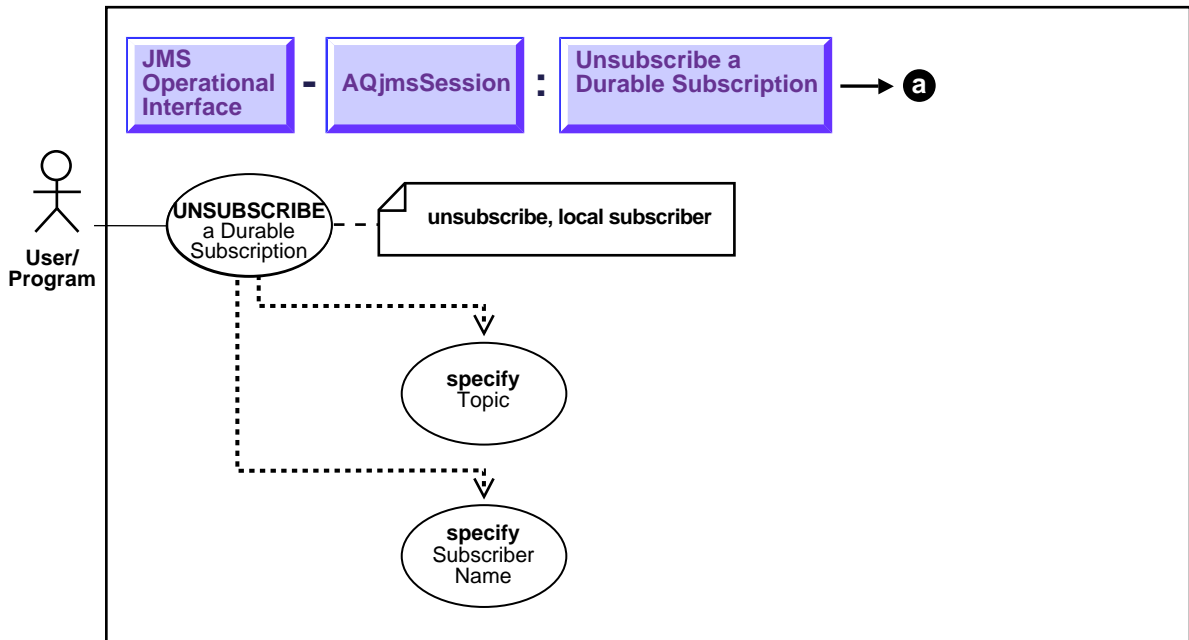 JMS
Operational
Interface
-
AQjmsSession
:
Unsubscribe a
Durable Subscription
a
User/
Program
UNSUBSCRIBE
a Durable
Subscription
unsubscribe, local subscriber
specify
Topic
specify
Subscriber
Name